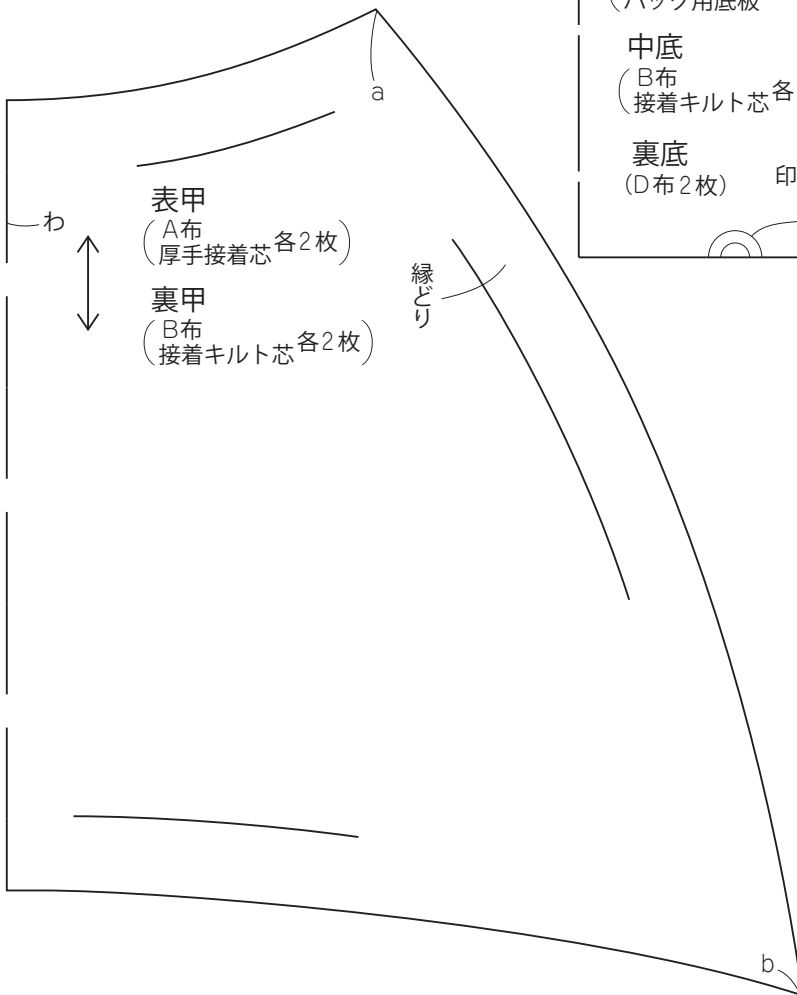 a
わ
表甲
(A布
厚手接着芯 各2枚)
裏甲
(B布
接着キルト芯 各2枚)
縁どり
b
(バッグ用底板
中底
(B布
接着キルト芯 各
裏底
(D布2枚)
印